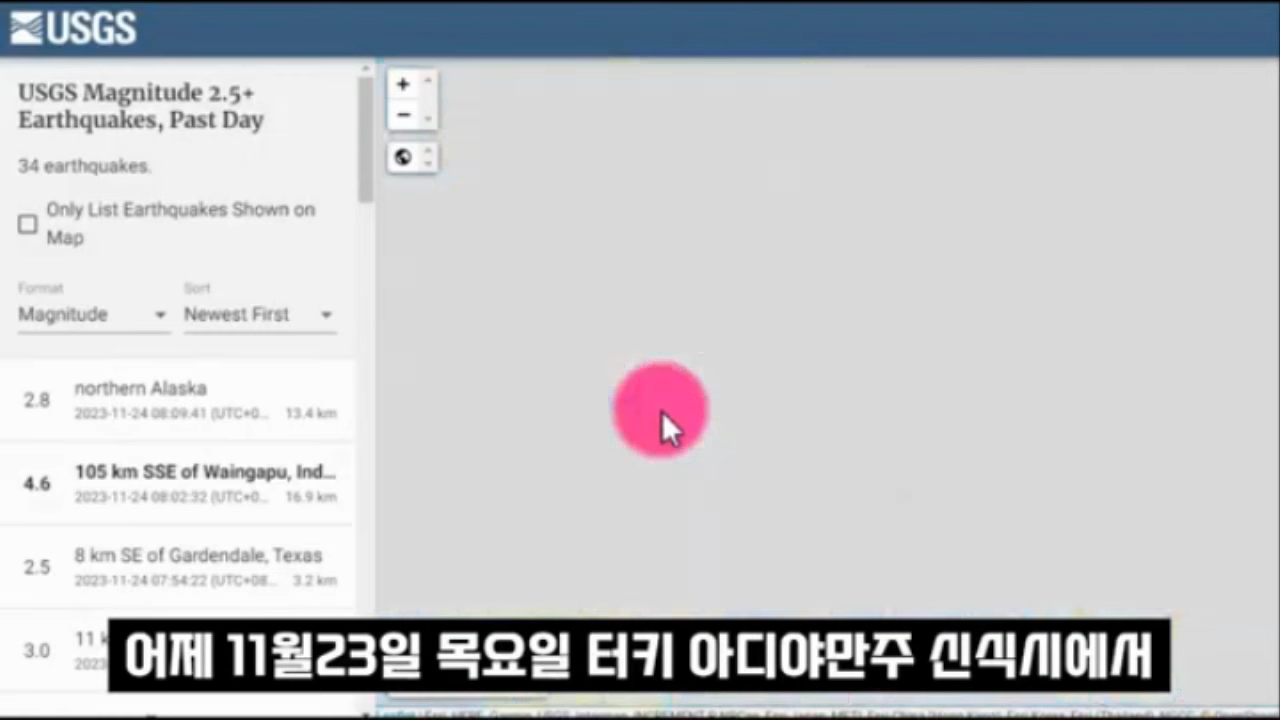 USGS
USGS Magnitude 2.5+
Earthquakes, Past Day
34 earthquakes.
Only List Earthquakes Shown on
Map
Format
Sort
Magnitude
Newest First
2.8
northern Alaska
2023-11-24 08:09:41 (UTC+0... 13.4 km
4.6
105 km SSE of Waingapu, Ind...
2023-11-24 08:02:32 (UTC+0... 16.9 km
2.5
8 km SE of Gardendale, Texas
2023-11-24 07:54:22 (UTC+08... 3.2 km
3.0
11
2023
어제 11월23일 목요일 터키 아디야만주 신식시에서